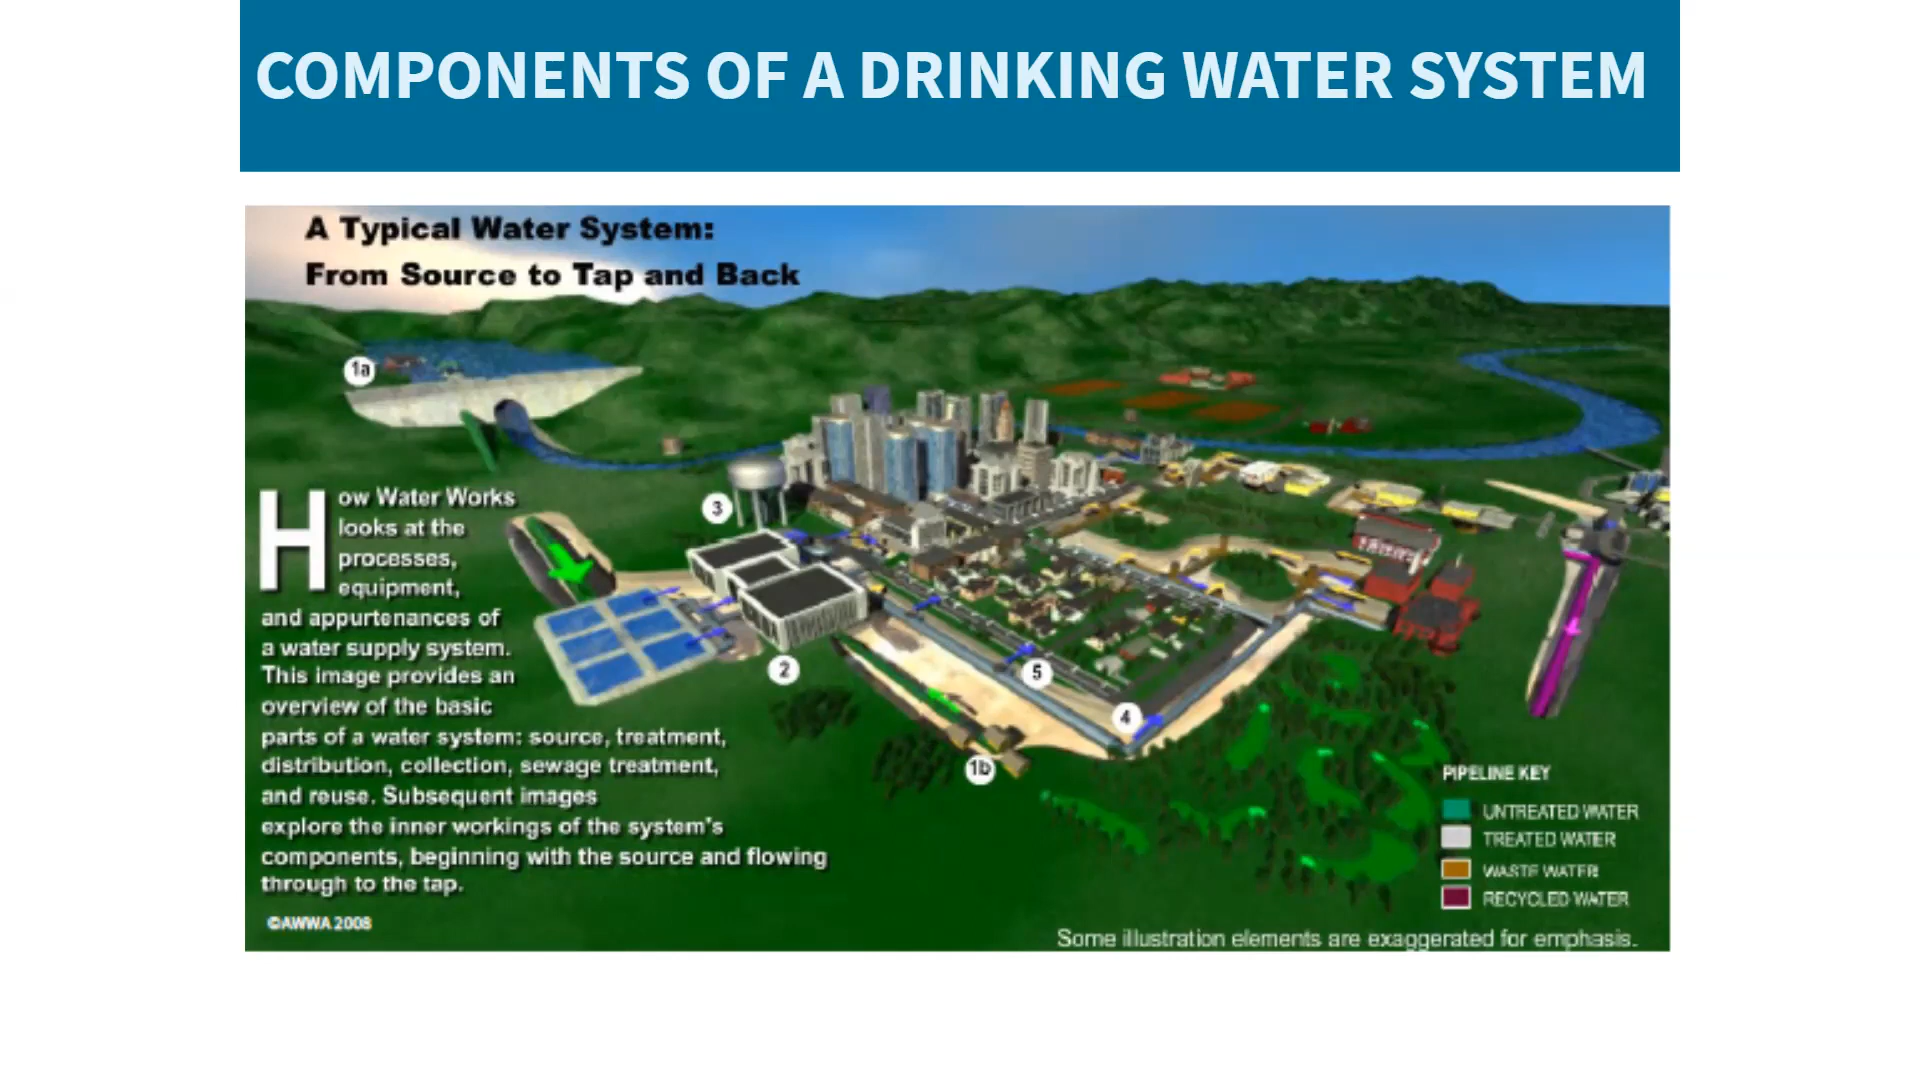 COMPONENTS OF A DRINKING WATER SYSTEM
A Typical Water System:
From Source to Tap and Back
1a
How Water Works
looks at the
processes,
equipment,
and appurtenances of
a water supply system.
This image provides an
overview of the basic
parts of a water system: source, treatment,
distribution, collection, sewage treatment,
and reuse. Subsequent images
explore the inner workings of the system's
components, beginning with the source and flowing
through to the tap.
©AWWA 2008
3
2
5
4
1b
PIPELINE KEY
UNTREATED WATER
TREATED WATER
WASTE WATER
RECYCLED WATER
Some illustration elements are exaggerated for emphasis.